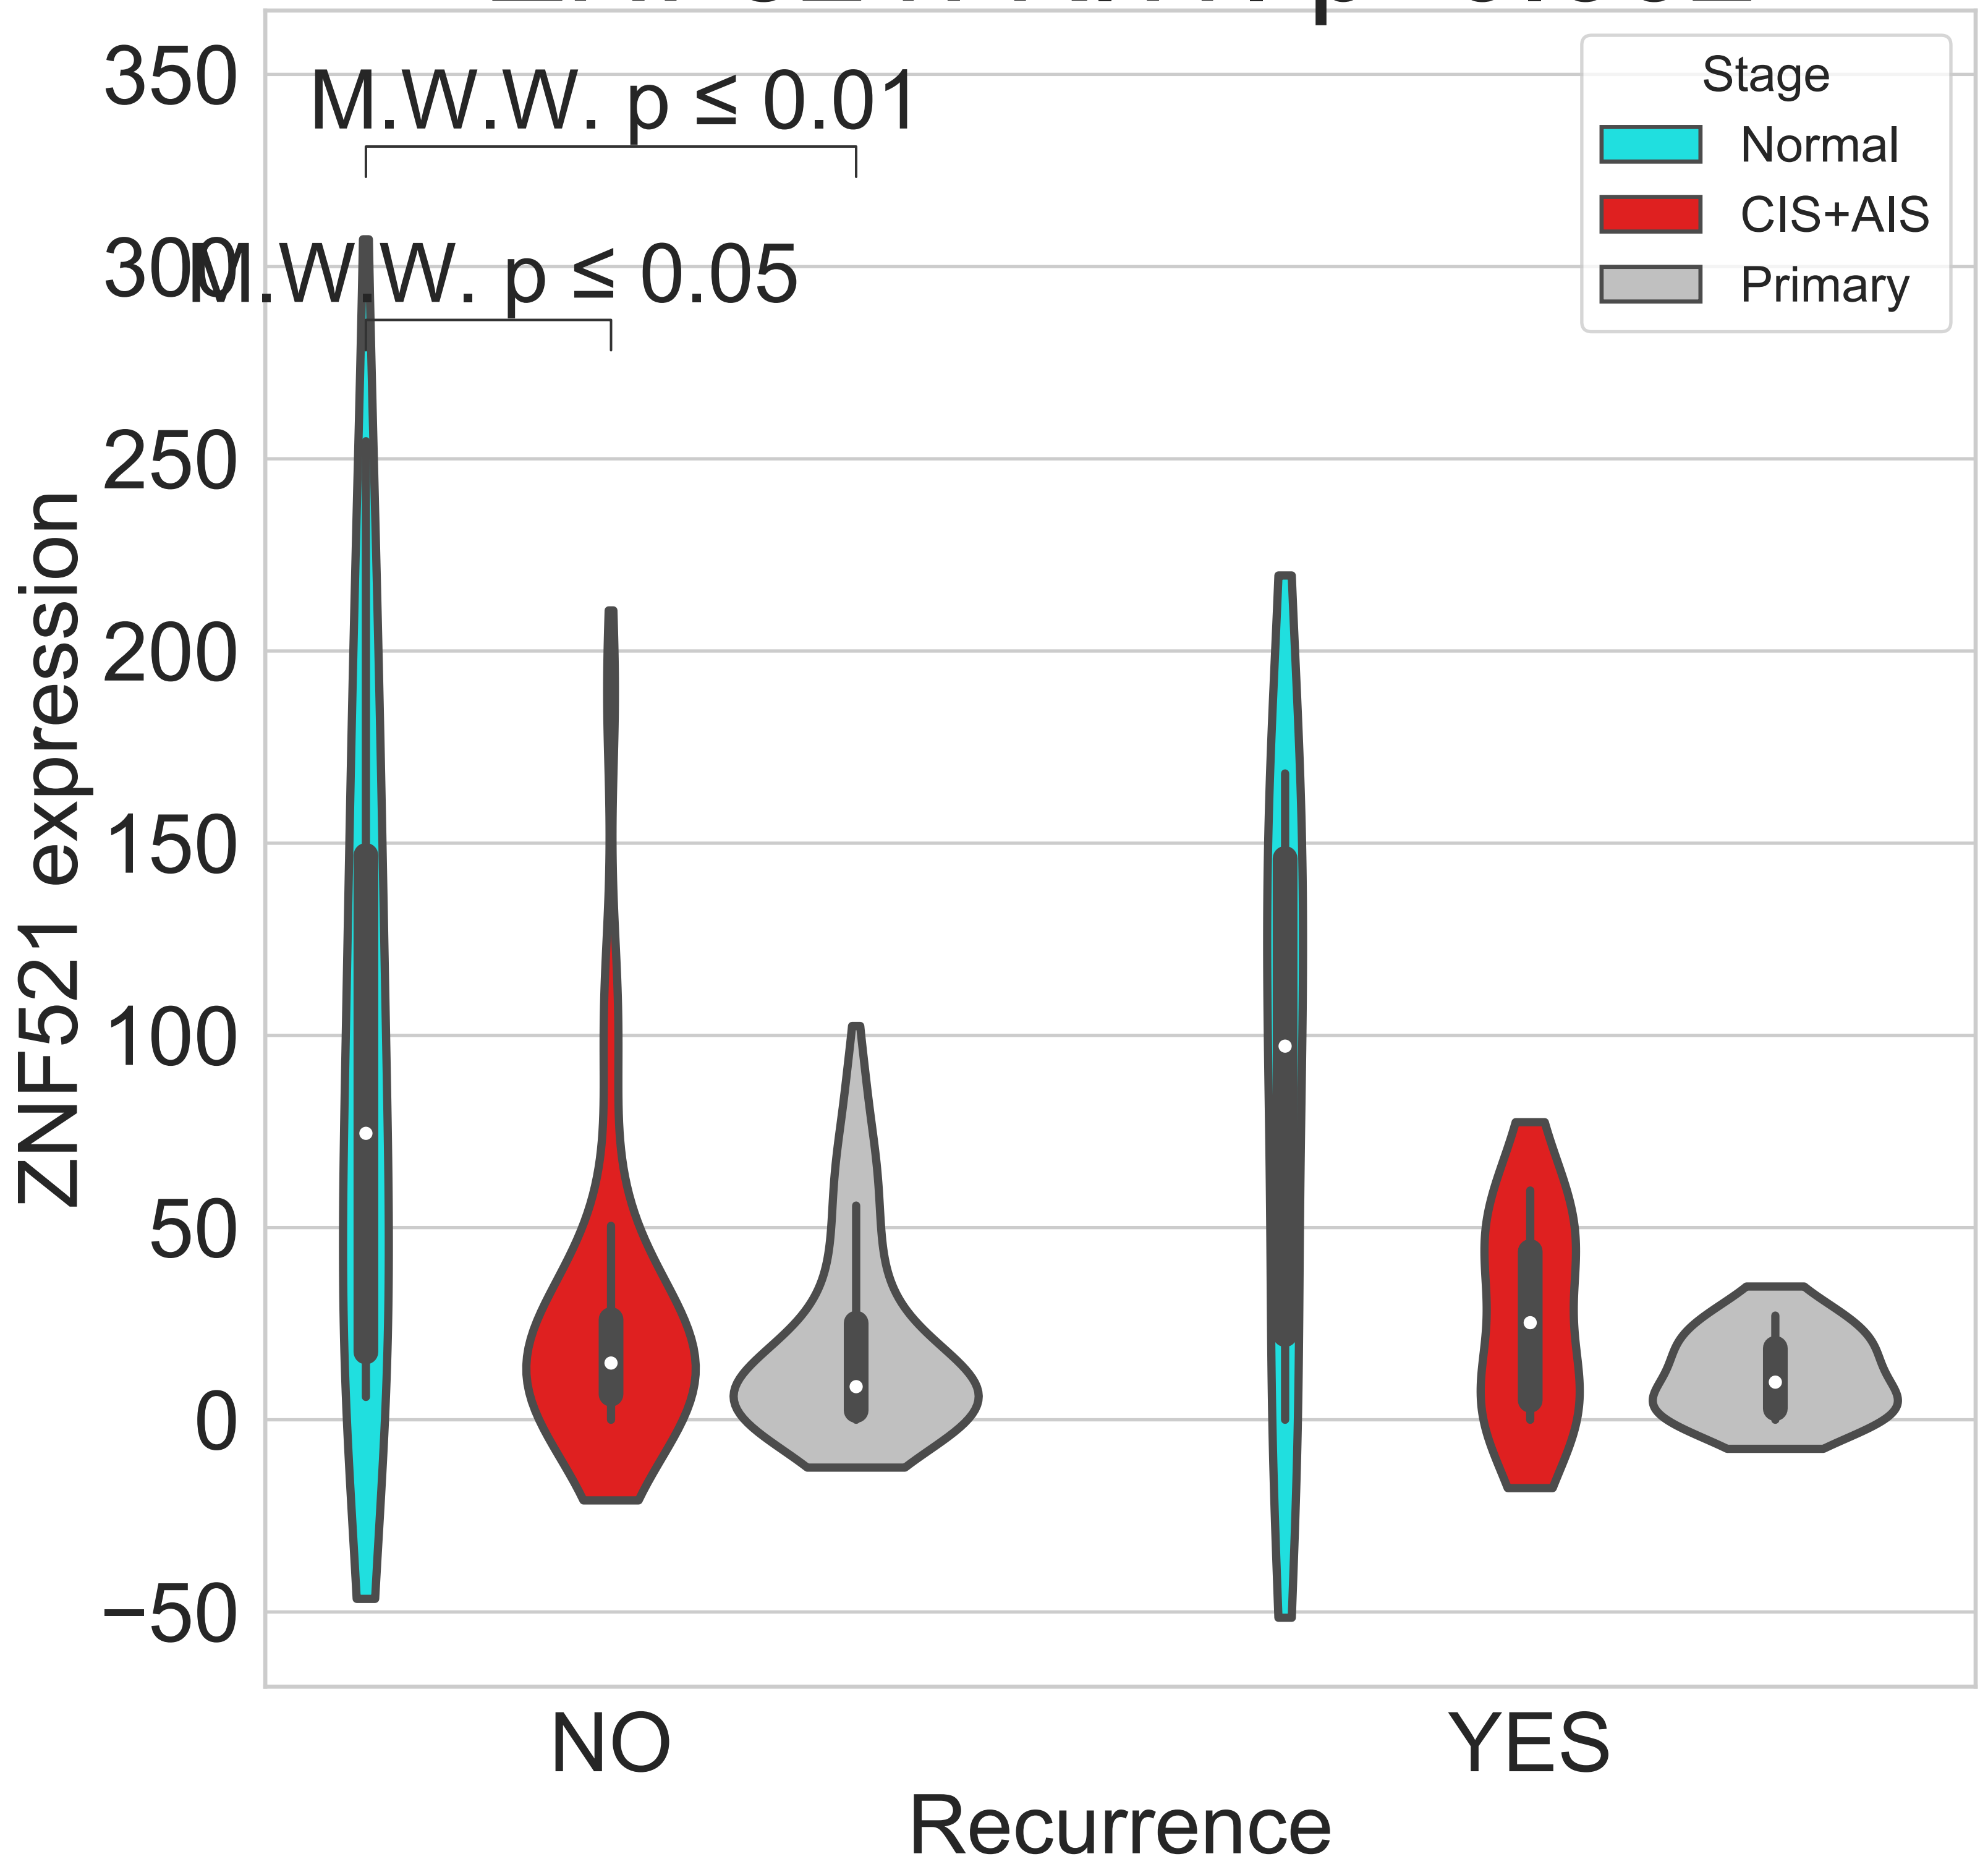 350
300
250
200
150
100
50
0
−50
ZNF521 expression
M.W.W. p ≤ 0.01
M.W.W. p ≤ 0.05
Stage
Normal
CIS+AIS
Primary
NO
YES
Recurrence